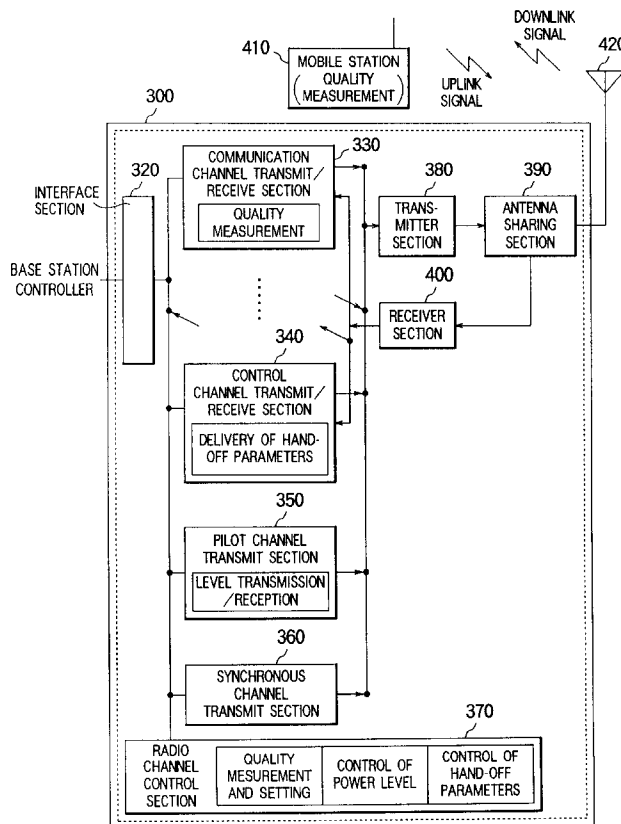 DOWNLINK
SIGNAL
410
420
MOBILE STATION
( QUALITY
MEASUREMENT )
UPLINK
SIGNAL
300
330
320
COMMUNICATION
CHANNEL TRANSMIT/
RECEIVE SECTION
QUALITY
MEASUREMENT
380
390
INTERFACE
SECTION
TRANS-
MITTER
SECTION
ANTENNA
SHARING
SECTION
BASE STATION
CONTROLLER
400
RECEIVER
SECTION
340
CONTROL
CHANNEL TRANSMIT/
RECEIVE SECTION
DELIVERY OF HAND-
OFF PARAMETERS
350
PILOT CHANNEL
TRANSMIT SECTION
LEVEL TRANSMISSION
/RECEPTION
360
SYNCHRONOUS
CHANNEL
TRANSMIT SECTION
370
RADIO
CHANNEL
CONTROL
SECTION
QUALITY
MESUREMENT
AND SETTING
CONTROL OF
POWER LEVEL
CONTROL OF
HAND-OFF
PARAMETERS